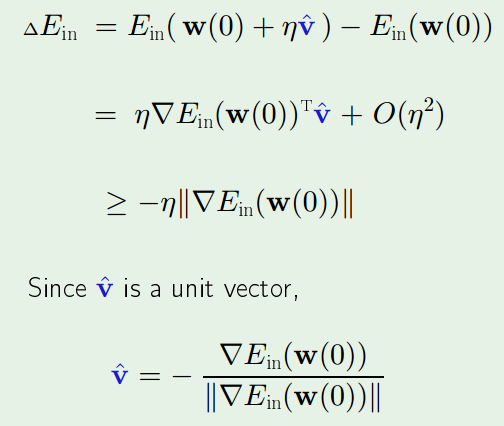 ΔE_in = E_in(w(0) + ηv̂) − E_in(w(0))
= η∇E_in(w(0))ᵀv̂ + O(η²)
≥ −η‖∇E_in(w(0))‖
Since v̂ is a unit vector,
v̂ = − ∇E_in(w(0)) / ‖∇E_in(w(0))‖